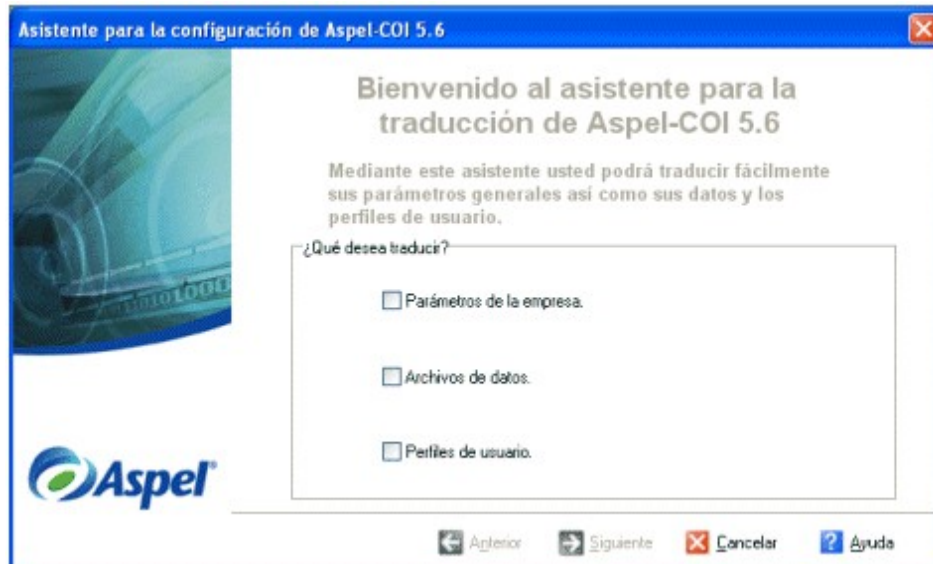 Asistente para la configuración de Aspel-COI 5.6
Bienvenido al asistente para la
traducción de Aspel-COI 5.6
Mediante este asistente usted podrá traducir fácilmente
sus parámetros generales así como sus datos y los
perfiles de usuario.
¿Qué desea traducir?
Parámetros de la empresa.
Archivos de datos.
Perfiles de usuario.
Aspel®
Anterior
Siguiente
Cancelar
Ayuda